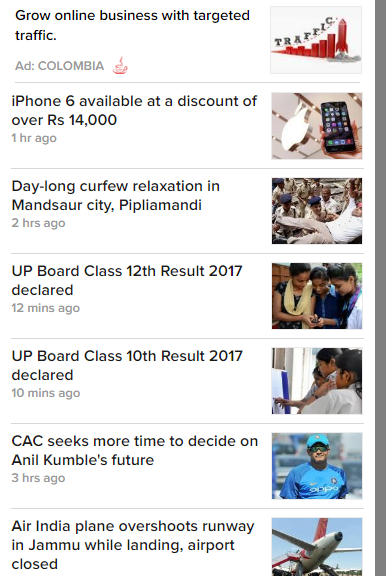 Grow online business with targeted
traffic.
TRAFFIC
Ad: COLOMBIA
iPhone 6 available at a discount of
over Rs 14,000
1 hr ago
Day-long curfew relaxation in
Mandsaur city, Pipliamandi
2 hrs ago
UP Board Class 12th Result 2017
declared
12 mins ago
UP Board Class 10th Result 2017
declared
10 mins ago
CAC seeks more time to decide on
Anil Kumble's future
oppo
3 hrs ago
Air India plane overshoots runway
in Jammu while landing, airport
closed